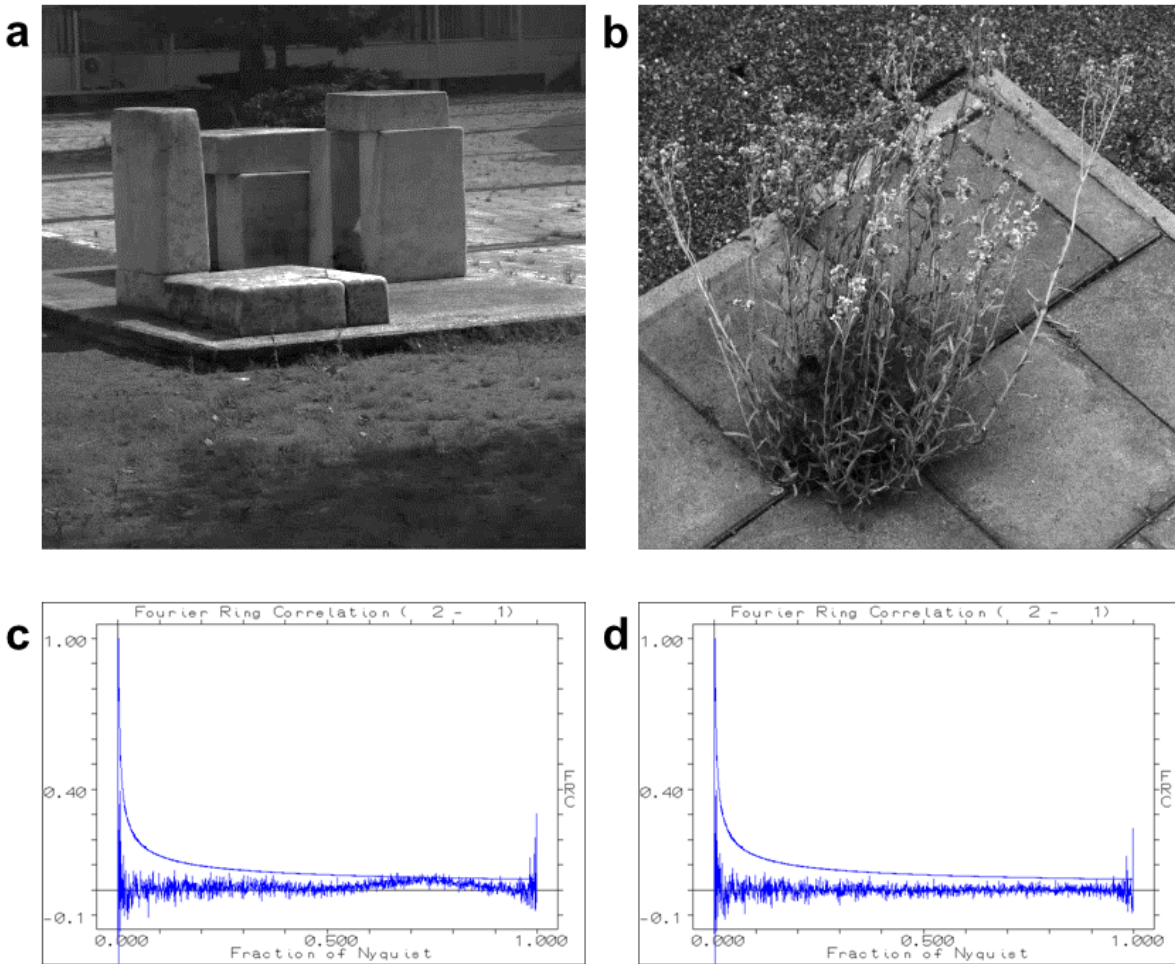 a
b
c
Fourier Ring Correlation ( 2 - 1)
1.00
0.40
-0.1
FRC
0.000
0.500
1.000
Fraction of Nyquist
d
Fourier Ring Correlation ( 2 - 1)
1.00
0.40
-0.1
FRC
0.000
0.500
1.000
Fraction of Nyquist